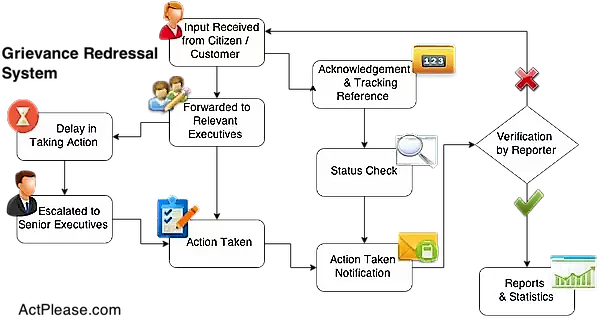 Grievance Redressal
System
Input Received
from Citizen /
Customer
123
Acknowledgement
& Tracking
Reference
Forwarded to
Relevant
Executives
Delay in
Taking Action
Verification
by Reporter
Status Check
Escalated to
Senior Executives
Action Taken
Action Taken
Notification
Reports
& Statistics
ActPlease.com